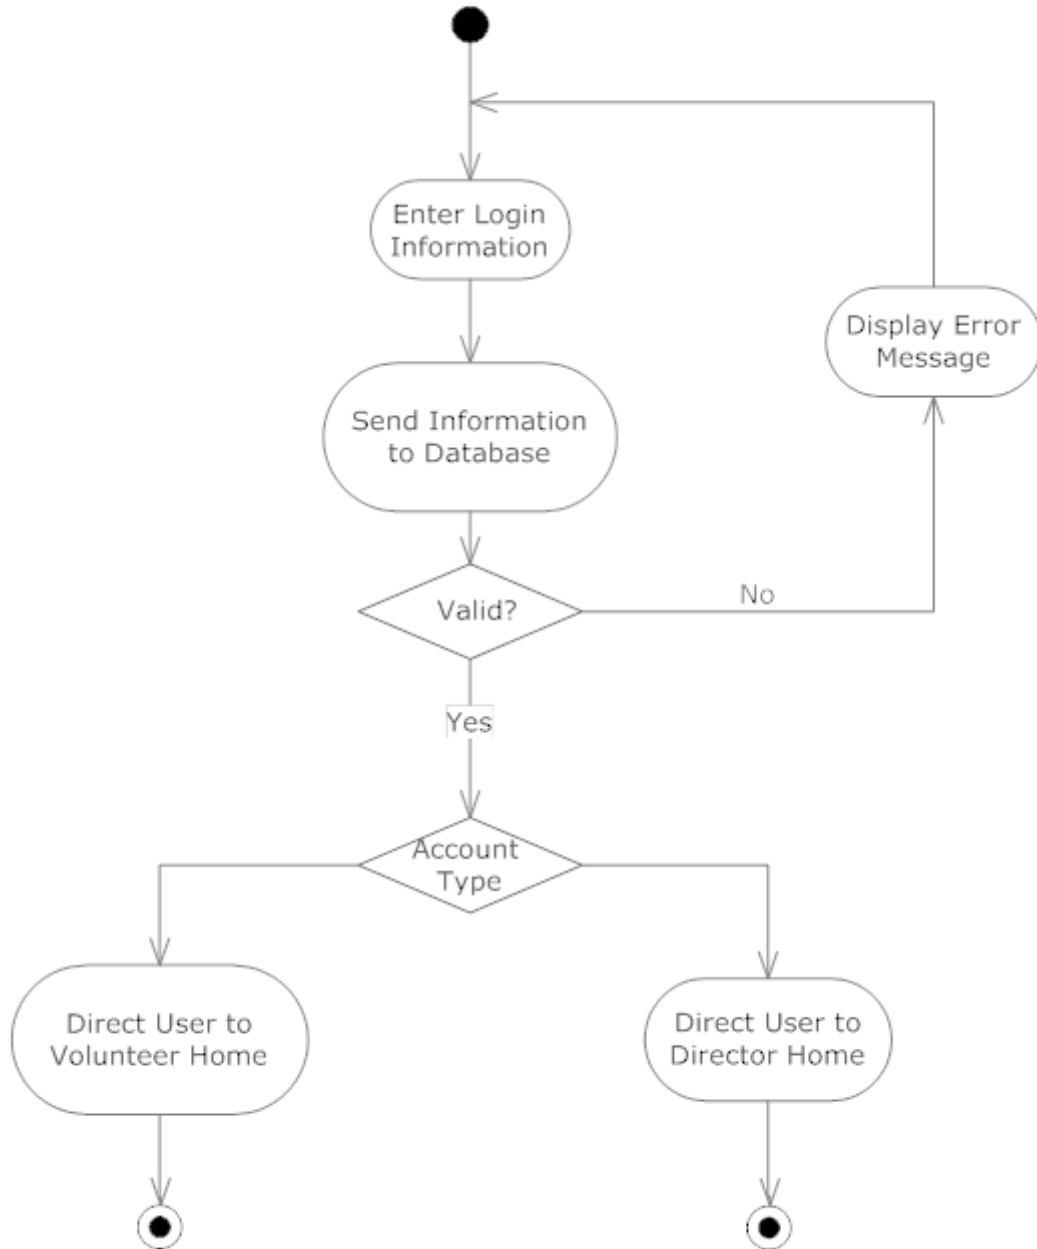 Enter Login
Information
Display Error
Message
Send Information
to Database
Valid?
No
Yes
Account
Type
Direct User to
Volunteer Home
Direct User to
Director Home